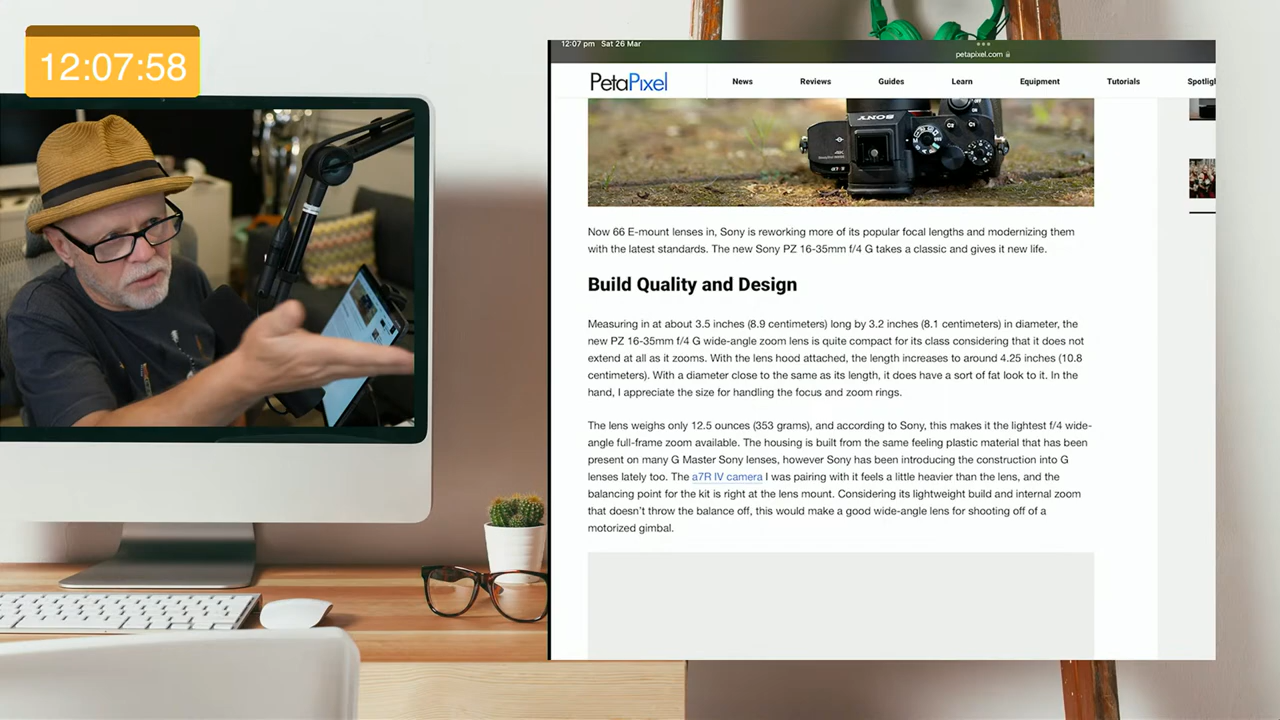 12:07:58
12:07 pm Sat 26 Mar
petapixel.com
PetaPixel
News Reviews Guides Learn Equipment Tutorials
SONY
Now 66 E-mount lenses in, Sony is reworking more of its popular focal lengths and modernizing them
with the latest standards. The new Sony PZ 16-35mm f/4 G takes a classic and gives it new life.
Build Quality and Design
Measuring in at about 3.5 inches (8.9 centimeters) long by 3.2 inches (8.1 centimeters) in diameter, the
new PZ 16-35mm f/4 G wide-angle zoom lens is quite compact for its class considering that it does not
extend at all as it zooms. With the lens hood attached, the length increases to around 4.25 inches (10.8
centimeters). With a diameter close to the same as its length, it does have a sort of fat look to it. In the
hand, I appreciate the size for handling the focus and zoom rings.
The lens weighs only 12.5 ounces (353 grams), and according to Sony, this makes it the lightest f/4 wide-
angle full-frame zoom available. The housing is built from the same feeling plastic material that has been
present on many G Master Sony lenses, however Sony has been introducing the construction into G
lenses lately too. The a7R IV camera I was pairing with it feels a little heavier than the lens, and the
balancing point for the kit is right at the lens mount. Considering its lightweight build and internal zoom
that doesn't throw the balance off, this would make a good wide-angle lens for shooting off of a
motorized gimbal.